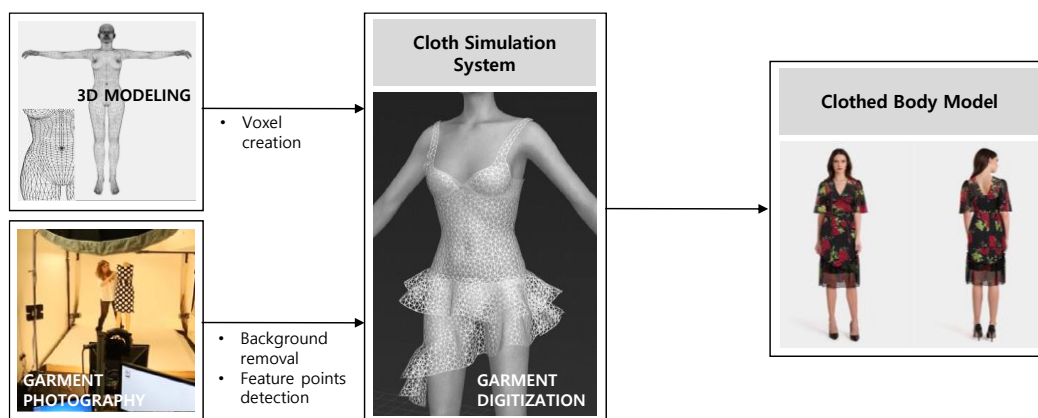 3D MODELING
• Voxel
creation
GARMENT
PHOTOGRAPHY
• Background
removal
• Feature points
detection
Cloth Simulation
System
GARMENT
DIGITIZATION
Clothed Body Model